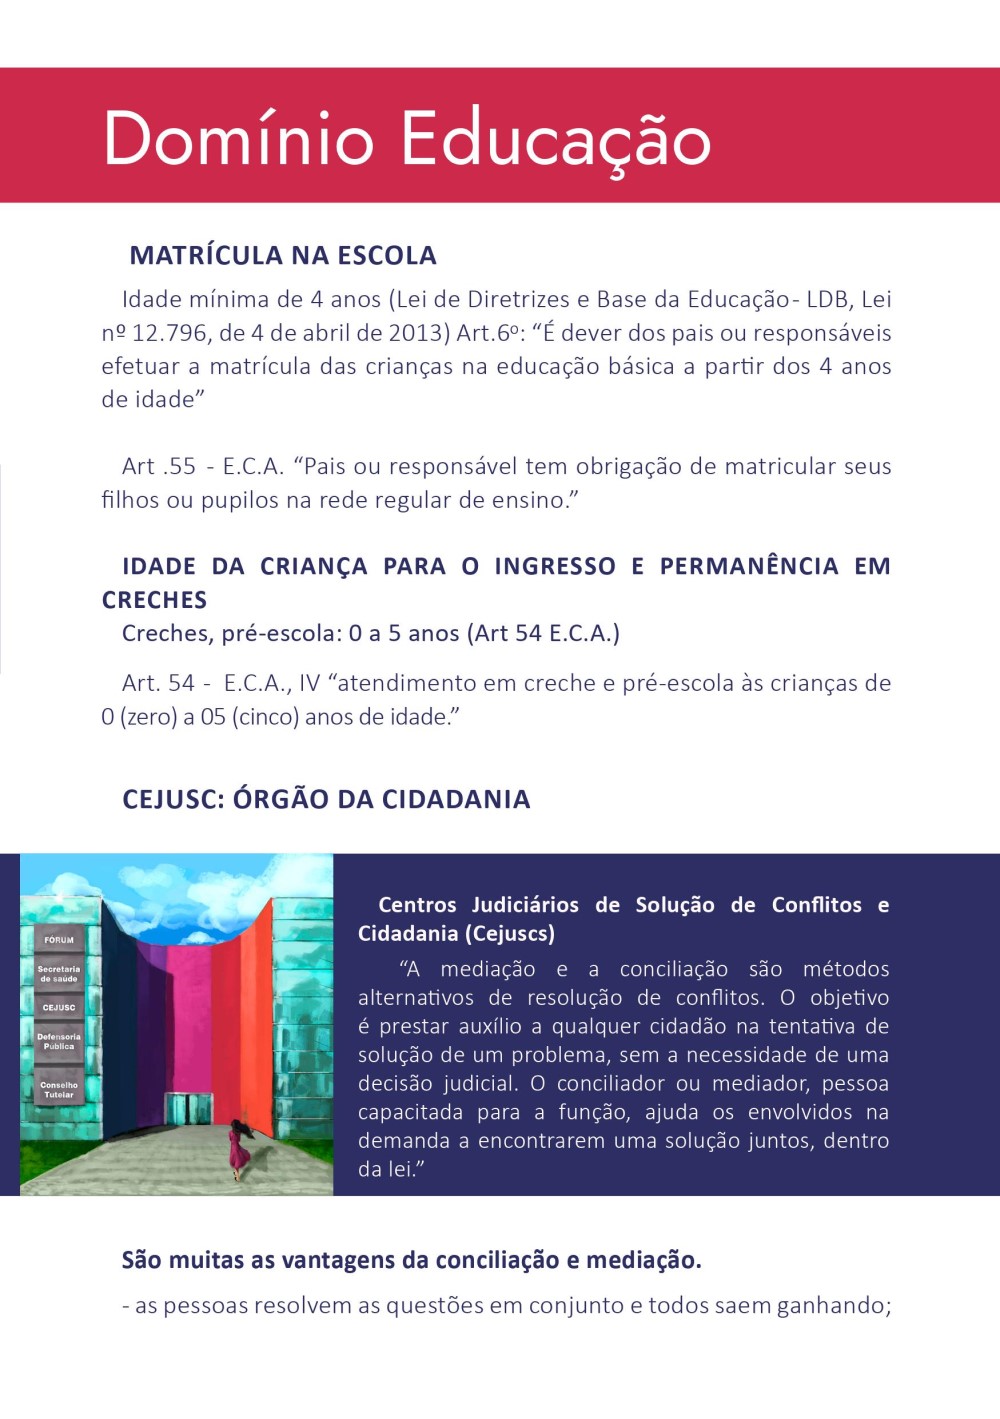 Domínio Educação
MATRÍCULA NA ESCOLA
Idade mínima de 4 anos (Lei de Diretrizes e Base da Educação- LDB, Lei
nº 12.796, de 4 de abril de 2013) Art.6º: “É dever dos pais ou responsáveis
efetuar a matrícula das crianças na educação básica a partir dos 4 anos
de idade”
Art .55 - E.C.A. “Pais ou responsável tem obrigação de matricular seus
filhos ou pupilos na rede regular de ensino.”
IDADE DA CRIANÇA PARA O INGRESSO E PERMANÊNCIA EM
CRECHES
Creches, pré-escola: 0 a 5 anos (Art 54 E.C.A.)
Art. 54 - E.C.A., IV “atendimento em creche e pré-escola às crianças de
0 (zero) a 05 (cinco) anos de idade.”
CEJUSC: ÓRGÃO DA CIDADANIA
FÓRUM
Secretaria
de saúde
CEJUSC
Defensoria
Pública
Conselho
Tutelar
Centros Judiciários de Solução de Conflitos e
Cidadania (Cejuscs)
“A mediação e a conciliação são métodos
alternativos de resolução de conflitos. O objetivo
é prestar auxílio a qualquer cidadão na tentativa de
solução de um problema, sem a necessidade de uma
decisão judicial. O conciliador ou mediador, pessoa
capacitada para a função, ajuda os envolvidos na
demanda a encontrarem uma solução juntos, dentro
da lei.”
São muitas as vantagens da conciliação e mediação.
- as pessoas resolvem as questões em conjunto e todos saem ganhando;